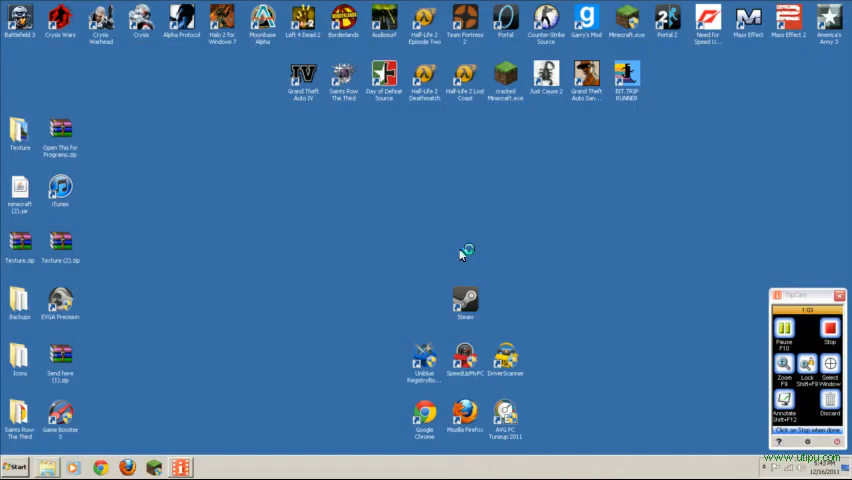 Battlefield 3 Crysis Wars Crysis Warhead Crysis Alpha Protocol Halo 2 for Windows 7 Moonbase Alpha Left 4 Dead 2 Borderlands Audiosurf Half-Life 2 Episode Two Team Fortress 2 Portal Counter-Strike Source Garry's Mod Minecraft.exe Portal 2 Need for Speed U... Mass Effect Mass Effect 2 America's Army 3
Grand Theft Auto IV Saints Row The Third Day of Defeat Source Half-Life 2 Deathmatch Half-Life 2 Lost Coast cracked Minecraft.exe Just Cause 2 Grand Theft Auto San... BIT.TRIP RUNNER
Texture Open This for Programs.zip
minecraft (2).jar iTunes
Texture.zip Texture (2).zip
Backups EVGA Precision Steam
Icons Send here (1).zip Uniblue RegistryBo... SpeedUpMyPC DriverScanner
Saints Row- The Third Game Booster 3 Google Chrome Mozilla Firefox AVG PC Tuneup 2011
TipCam
1:03
Pause F10 Stop
Zoom F9 Lock Shift+F9 Select Window
Annotate Shift+F12 Discard
Click on Stop when done
?
Start
5:43 PM
12/16/2011
www.utipu.com